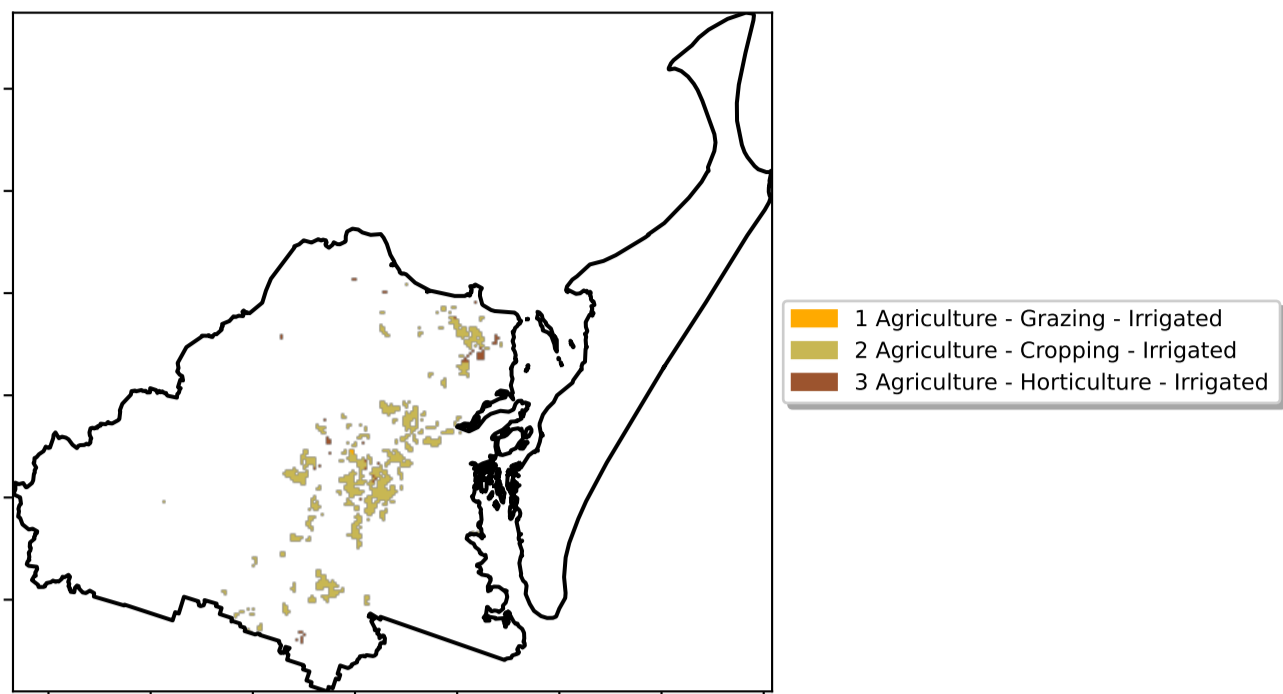 1 Agriculture - Grazing - Irrigated
2 Agriculture - Cropping - Irrigated
3 Agriculture - Horticulture - Irrigated